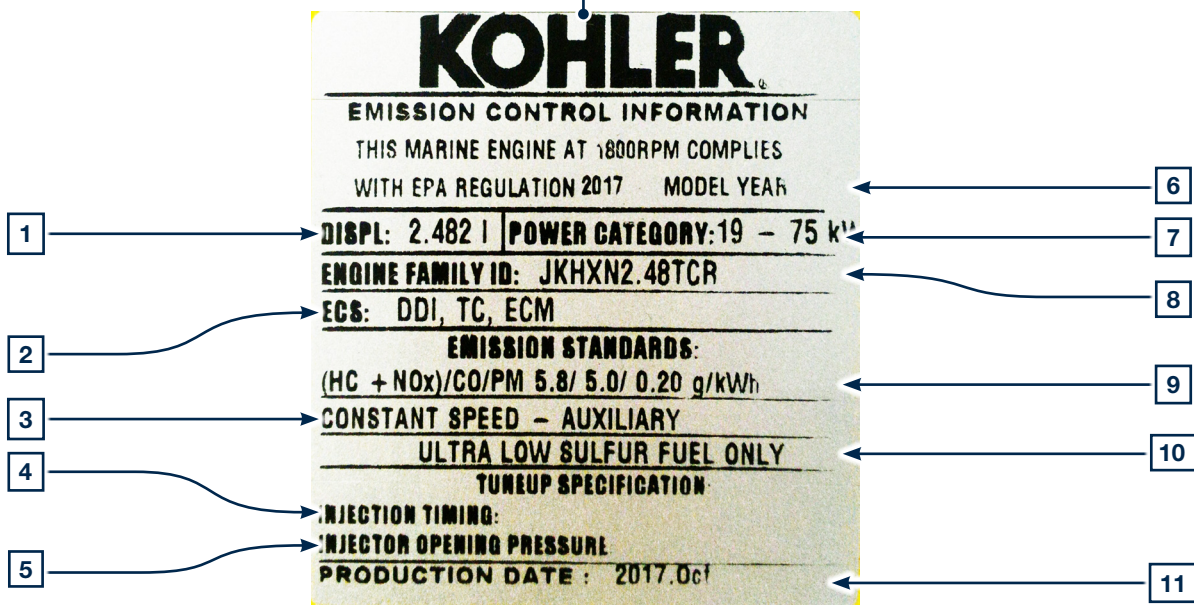 KOHLER
EMISSION CONTROL INFORMATION
THIS MARINE ENGINE AT 1800RPM COMPLIES
WITH EPA REGULATION 2017 MODEL YEAR
6
1
DISPL: 2.482 l POWER CATEGORY: 19 – 75 kW
7
ENGINE FAMILY ID: JKHXN2.48TCR
8
2
ECS: DDI, TC, ECM
EMISSION STANDARDS:
(HC + NOx)/CO/PM 5.8/ 5.0/ 0.20 g/kWh
9
3
CONSTANT SPEED – AUXILIARY
ULTRA LOW SULFUR FUEL ONLY
10
4
TUNEUP SPECIFICATION
INJECTION TIMING:
5
INJECTOR OPENING PRESSURE
PRODUCTION DATE : 2017.Oct
11